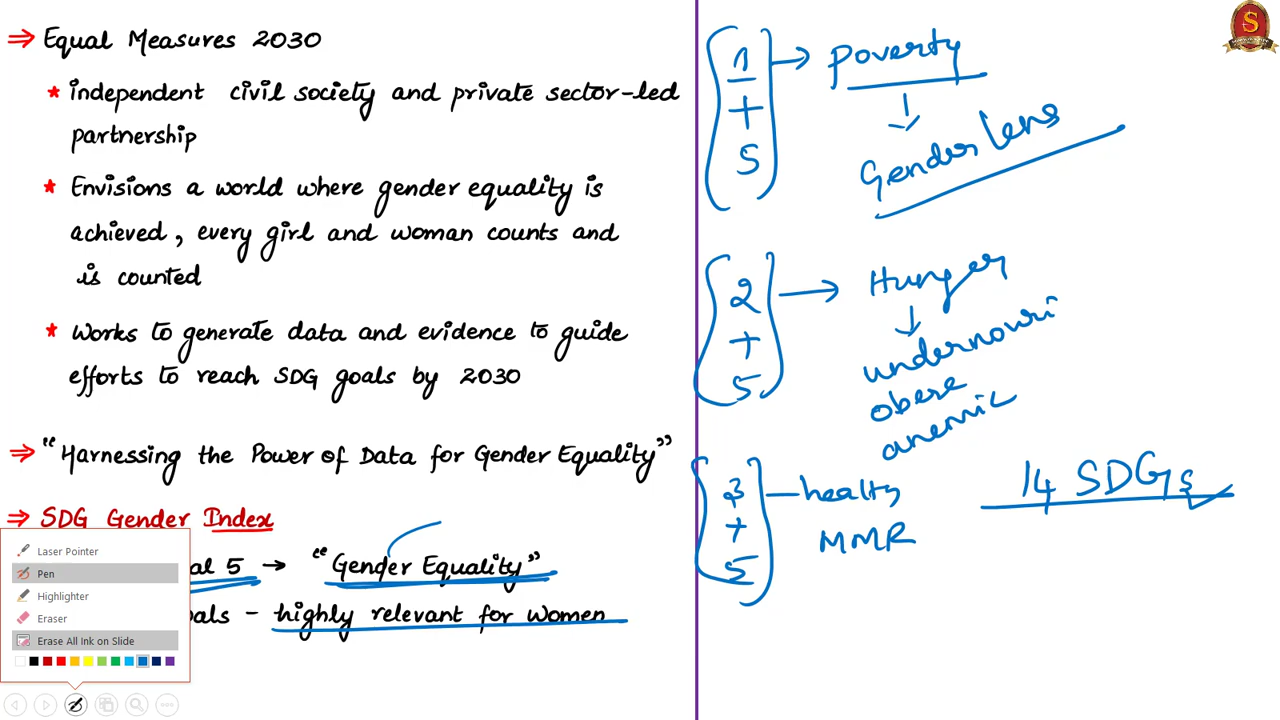 ⇒ Equal Measures 2030
* independent civil society and private sector-led
partnership
* Envisions a world where gender equality is
achieved, every girl and woman counts and
is counted
* Works to generate data and evidence to guide
efforts to reach SDG goals by 2030
⇒ "Harnessing the Power of Data for Gender Equality"
⇒ SDG Gender Index
al 5 → "Gender Equality"
als - highly relevant for women
Laser Pointer
Pen
Highlighter
Eraser
Erase All Ink on Slide
1 → poverty
+
5
Gender lens
2 → Hunger
+
5
undernouri
obese
anemic
3 - healty
+
5
MMR
14 SDGs
S